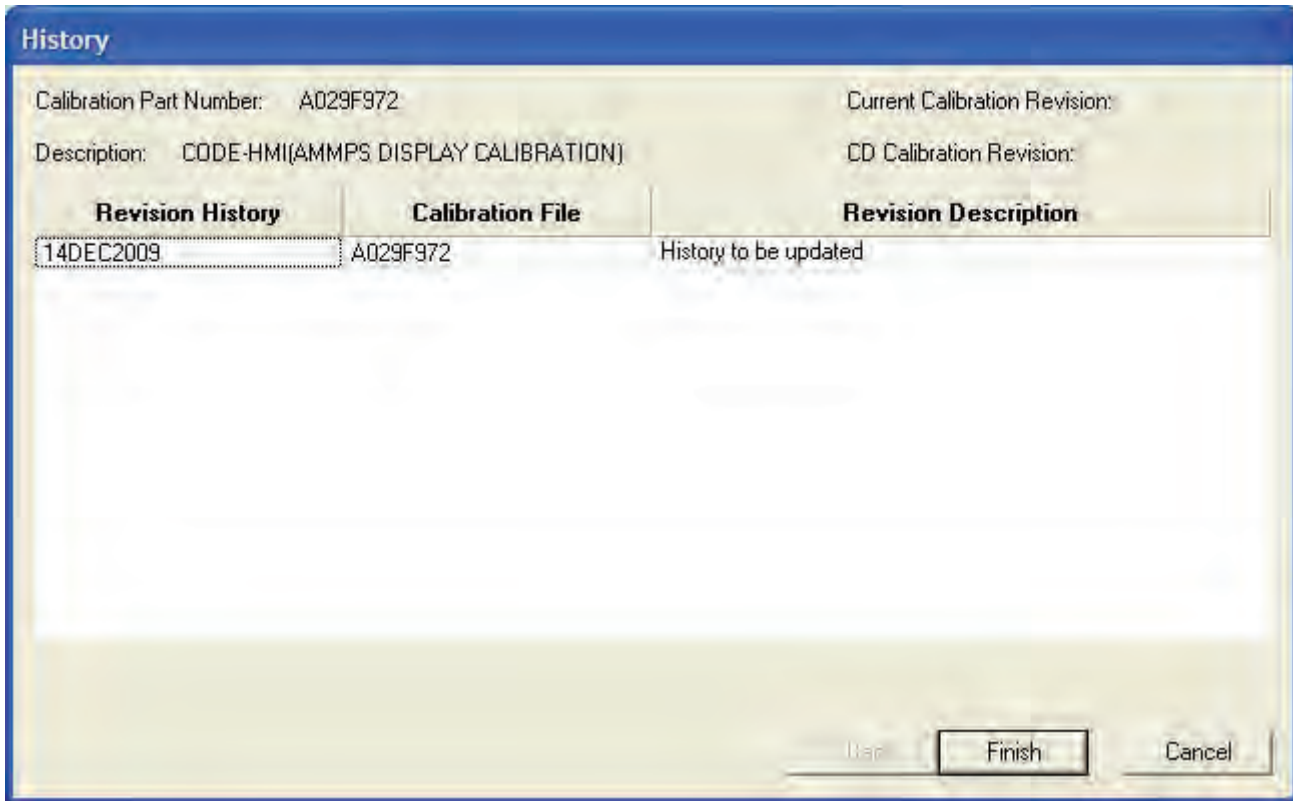 History
Calibration Part Number: A029F972 Current Calibration Revision:
Description: CODE-HMI(AMMPS DISPLAY CALIBRATION) CD Calibration Revision:
Revision History Calibration File Revision Description
14DEC2009 A029F972 History to be updated
Finish Cancel